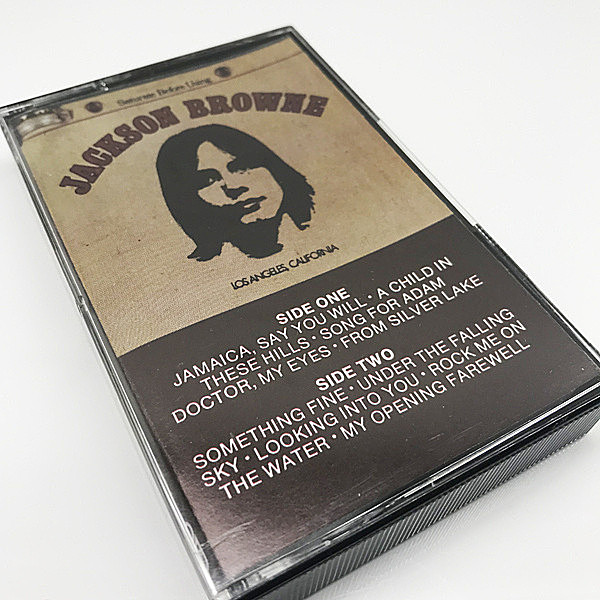 Saturate Before Using
JACKSON BROWNE
LOS ANGELES, CALIFORNIA
SIDE ONE
JAMAICA, SAY YOU WILL • A CHILD IN
THESE HILLS • SONG FOR ADAM
DOCTOR, MY EYES • FROM SILVER LAKE
SIDE TWO
SOMETHING FINE • UNDER THE FALLING
SKY • LOOKING INTO YOU • ROCK ME ON
THE WATER • MY OPENING FAREWELL